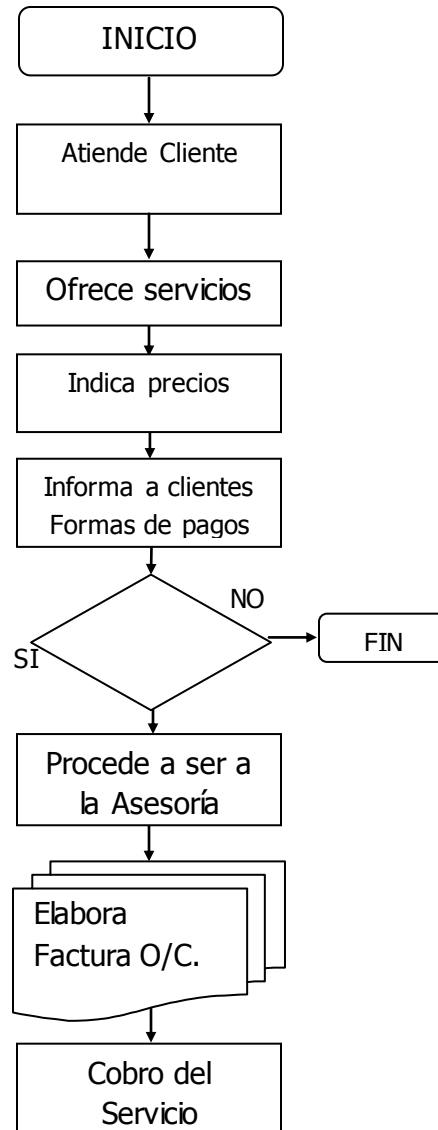 INICIO
Atiende Cliente
Ofrece servicios
Indica precios
Informa a clientes
Formas de pagos
NO
SI
FIN
Procede a ser a
la Asesoría
Elabora
Factura O/C.
Cobro del
Servicio